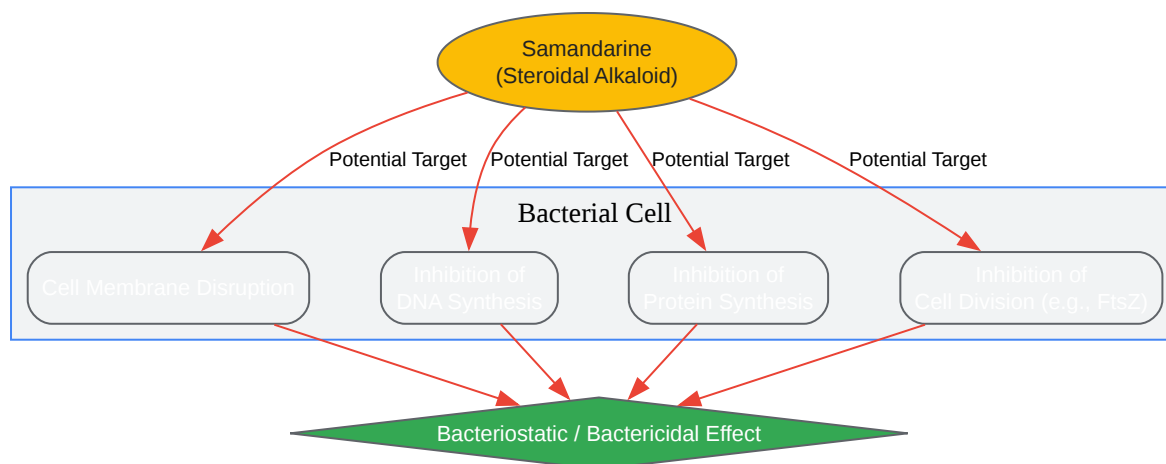 Samandarine
(Steroidal Alkaloid)
Potential Target
Potential Target
Potential Target
Potential Target
Bacterial Cell
Cell Membrane Disruption
Inhibition of
DNA Synthesis
Inhibition of
Protein Synthesis
Inhibition of
Cell Division (e.g., FtsZ)
Bacteriostatic / Bactericidal Effect